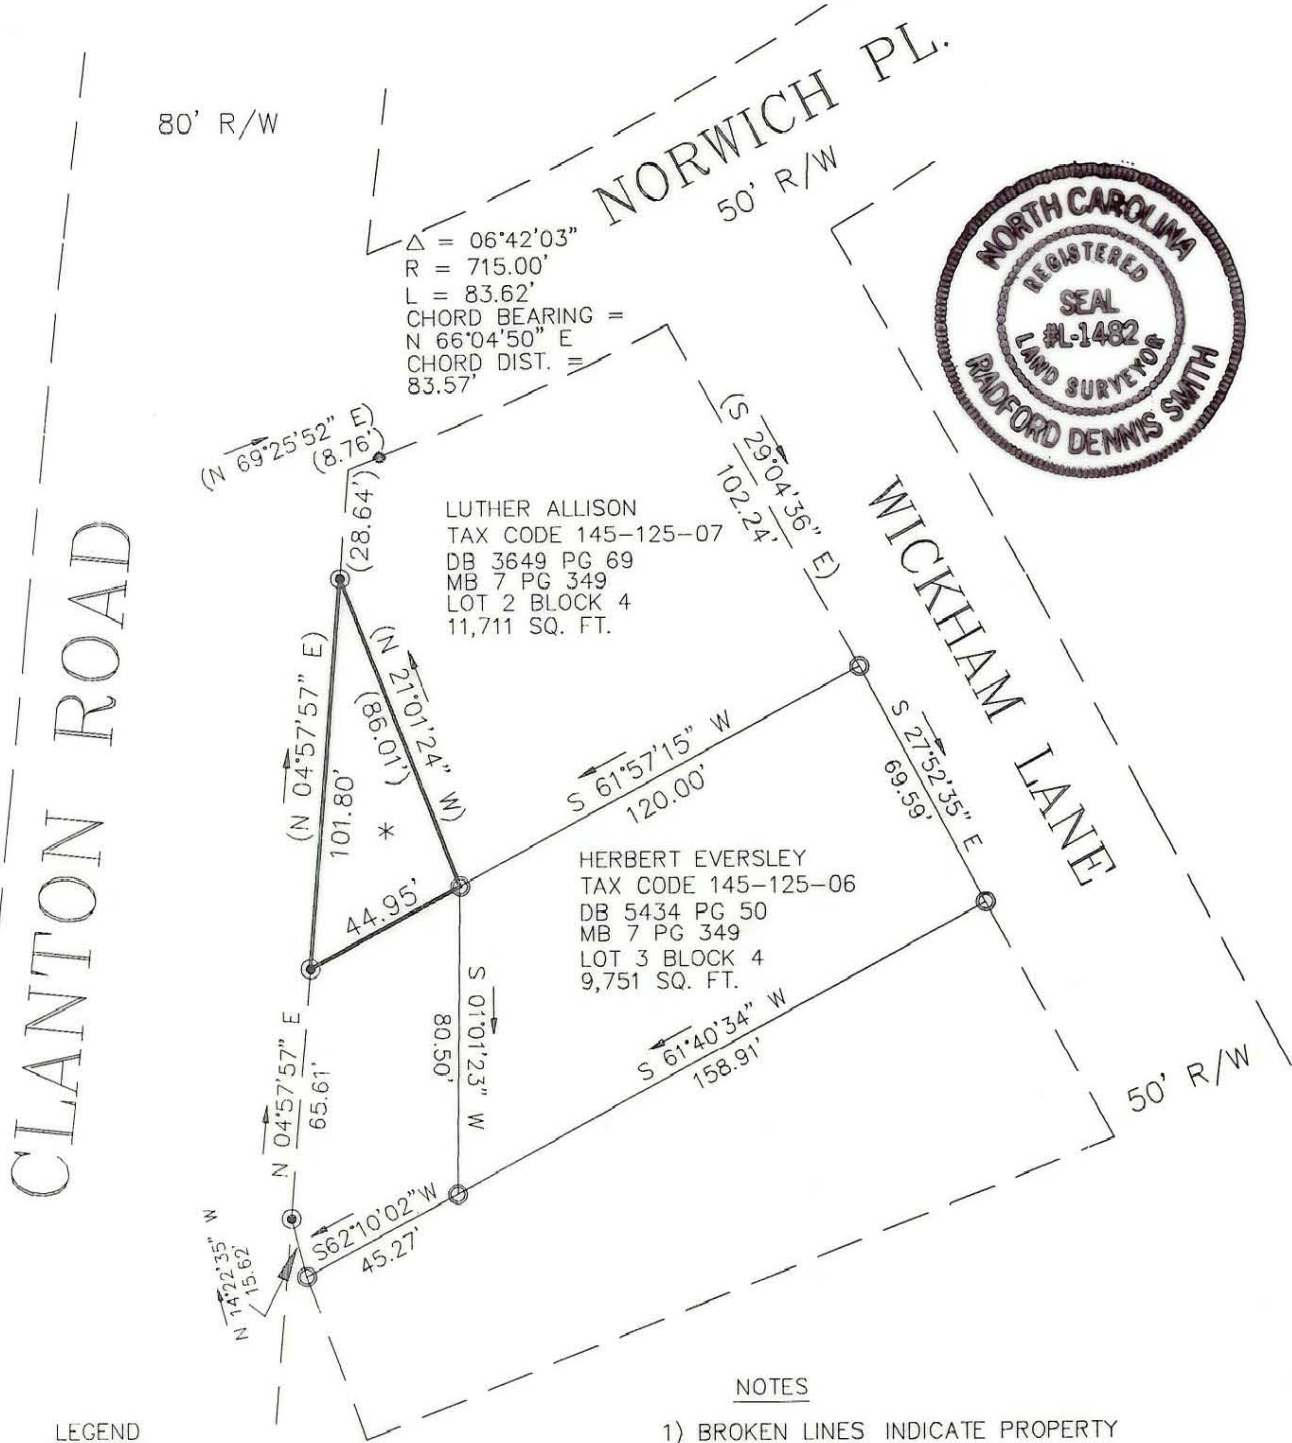 80' R/W
NORWICH PL.
50' R/W
NORTH CAROLINA
REGISTERED
SEAL
#L-1482
LAND SURVEYOR
RADFORD DENNIS SMITH
Δ = 06°42'03"
R = 715.00'
L = 83.62'
CHORD BEARING =
N 66°04'50" E
CHORD DIST. =
83.57'
(N 69°25'52" E)
(8.76')
(28.64')
(S 29°04'36" E)
102.24'
LUTHER ALLISON
TAX CODE 145-125-07
DB 3649 PG 69
MB 7 PG 349
LOT 2 BLOCK 4
11,711 SQ. FT.
WICKHAM LANE
CLANTON ROAD
(N 04°57'57" E)
101.80'
(N 21°01'24" W)
(86.01')
*
44.95'
S 61°57'15" W
120.00'
S 27°52'35" E
69.59'
HERBERT EVERSLEY
TAX CODE 145-125-06
DB 5434 PG 50
MB 7 PG 349
LOT 3 BLOCK 4
9,751 SQ. FT.
S 01°01'23" W
80.50'
N 04°57'57" E
65.61'
S 61°40'34" W
158.91'
50' R/W
S62°10'02"W
45.27'
N 14°22'35" W
15.62'
NOTES
LEGEND
1) BROKEN LINES INDICATE PROPERTY